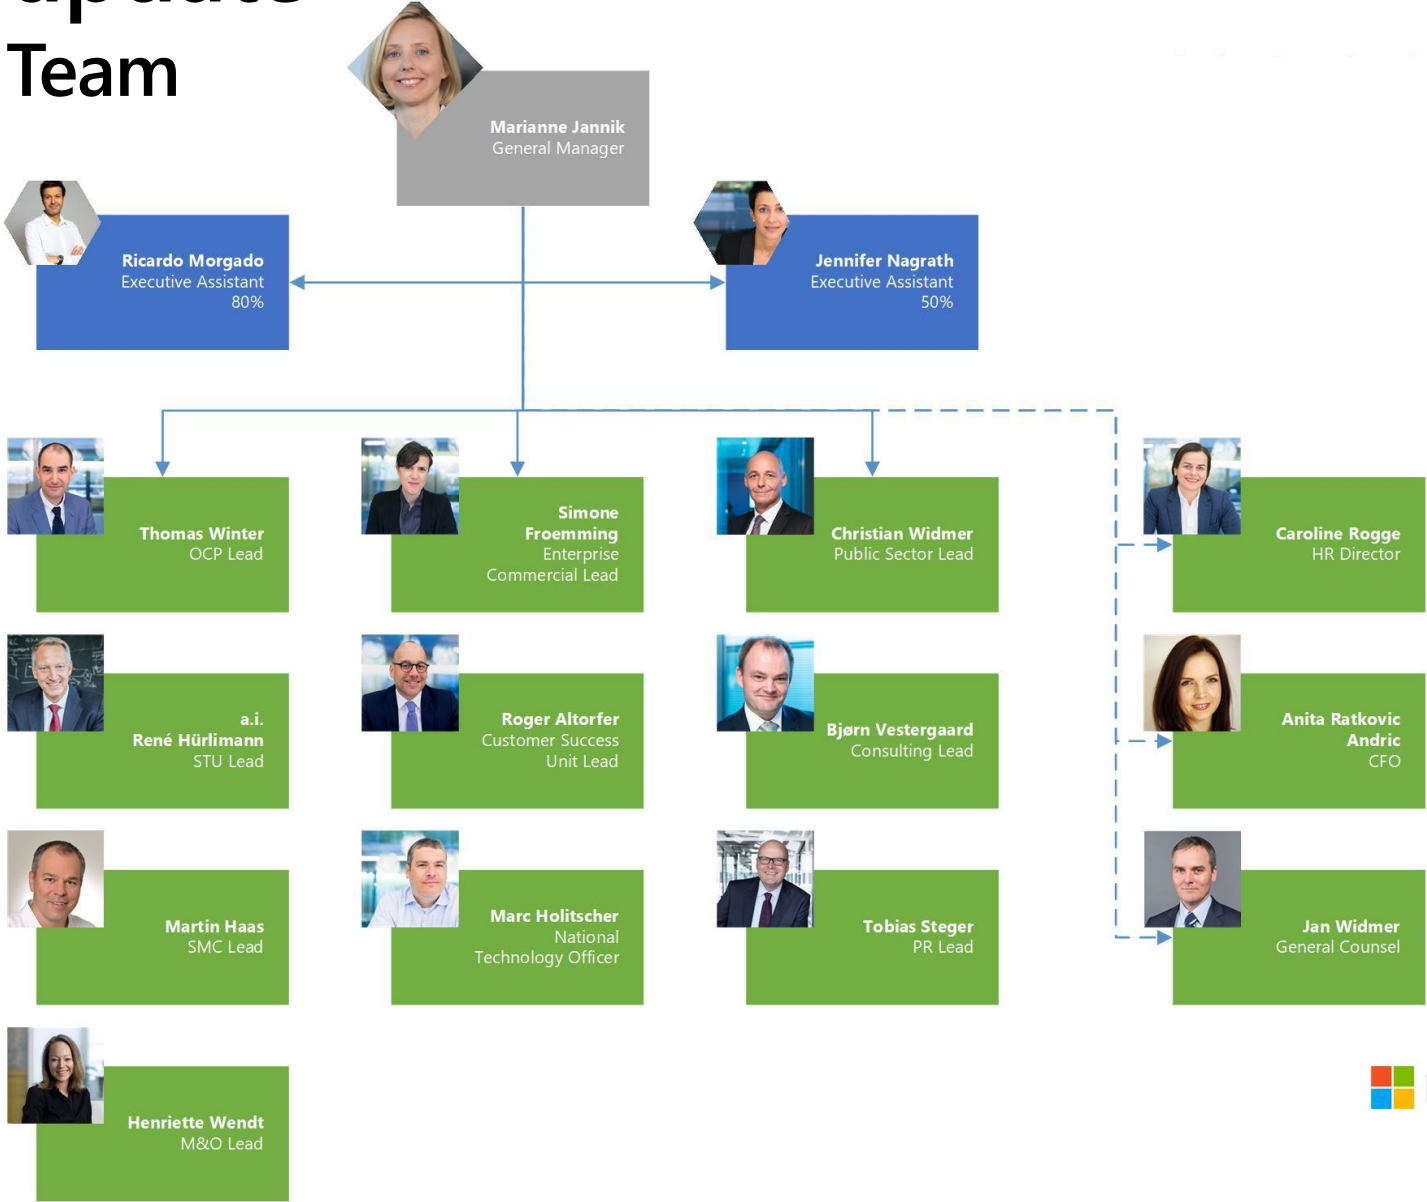 update
Team
Marianne Jannik
General Manager
Ricardo Morgado
Executive Assistant
80%
Jennifer Nagrath
Executive Assistant
50%
Thomas Winter
OCP Lead
Simone
Froemming
Enterprise
Commercial Lead
Christian Widmer
Public Sector Lead
Caroline Rogge
HR Director
a.i.
René Hürlimann
STU Lead
Roger Altorfer
Customer Success
Unit Lead
Bjørn Vestergaard
Consulting Lead
Anita Ratkovic
Andric
CFO
Martin Haas
SMC Lead
Marc Holitscher
National
Technology Officer
Tobias Steger
PR Lead
Jan Widmer
General Counsel
Henriette Wendt
M&O Lead